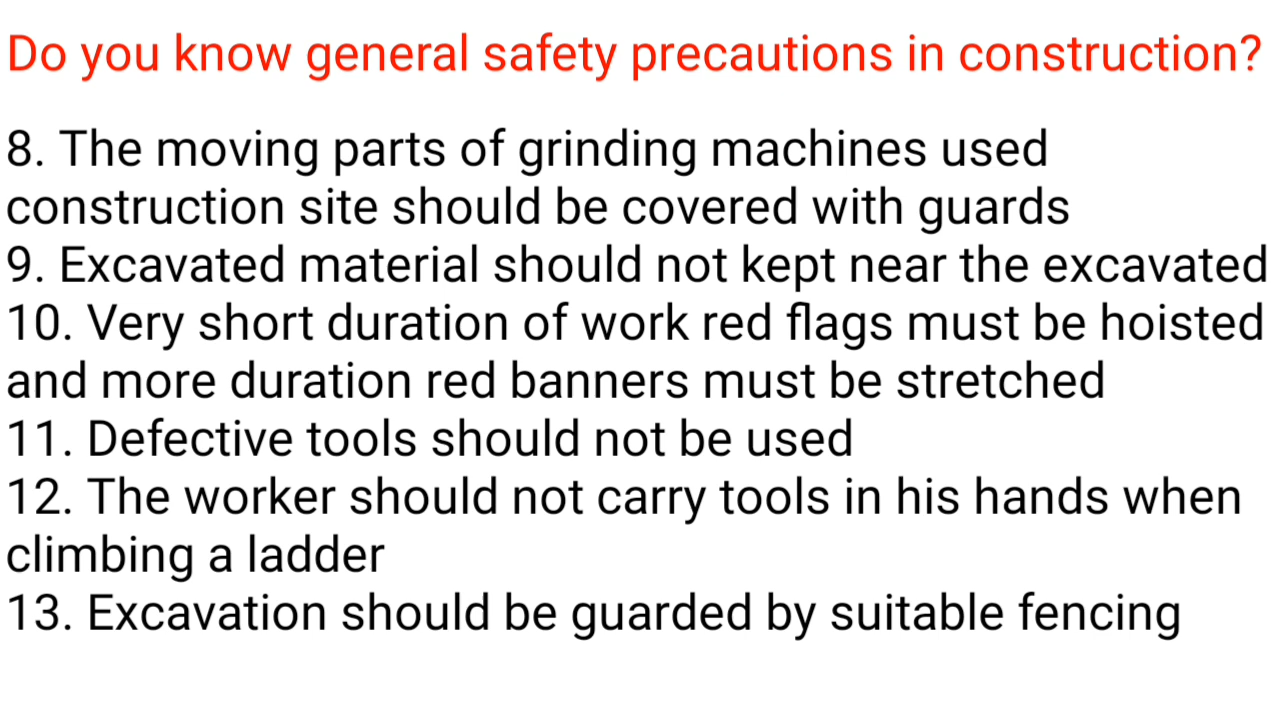 Do you know general safety precautions in construction?
8. The moving parts of grinding machines used
construction site should be covered with guards
9. Excavated material should not kept near the excavated
10. Very short duration of work red flags must be hoisted
and more duration red banners must be stretched
11. Defective tools should not be used
12. The worker should not carry tools in his hands when
climbing a ladder
13. Excavation should be guarded by suitable fencing